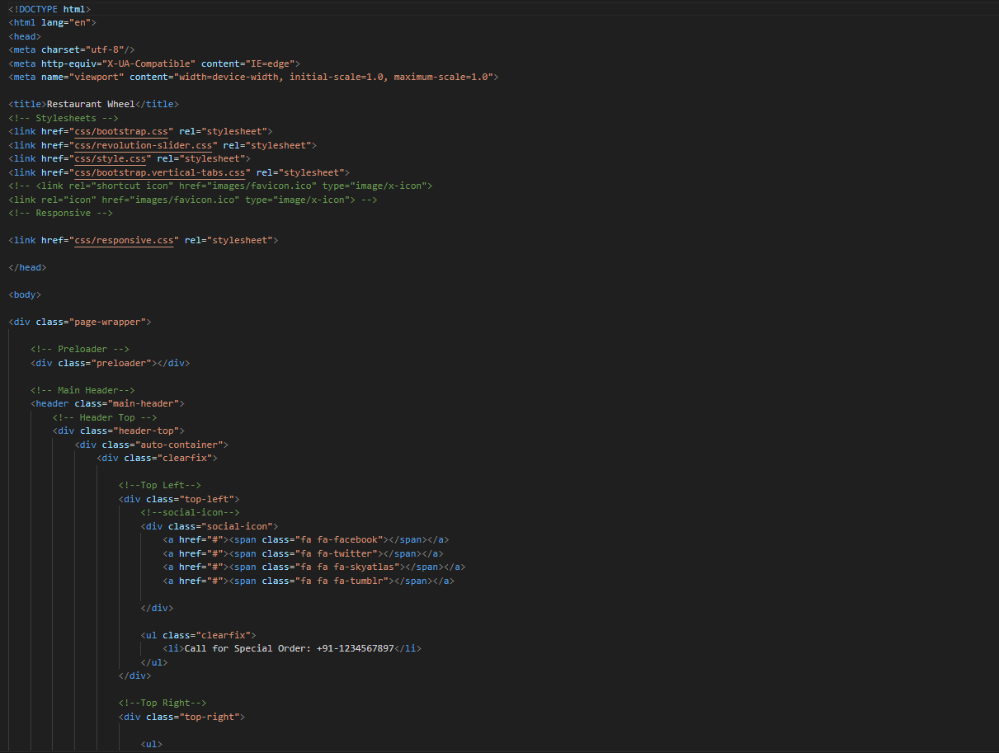 <!DOCTYPE html>
<html lang="en">
<head>
<meta charset="utf-8"/>
<meta http-equiv="X-UA-Compatible" content="IE=edge">
<meta name="viewport" content="width=device-width, initial-scale=1.0, maximum-scale=1.0">
<title>Restaurant Wheel</title>
<!-- Stylesheets -->
<link href="css/bootstrap.css" rel="stylesheet">
<link href="css/revolution-slider.css" rel="stylesheet">
<link href="css/style.css" rel="stylesheet">
<link href="css/bootstrap.vertical-tabs.css" rel="stylesheet">
<!-- <link rel="shortcut icon" href="images/favicon.ico" type="image/x-icon">
<link rel="icon" href="images/favicon.ico" type="image/x-icon"> -->
<!-- Responsive -->
<link href="css/responsive.css" rel="stylesheet">
</head>
<body>
<div class="page-wrapper">
<!-- Preloader -->
<div class="preloader"></div>
<!-- Main Header-->
<header class="main-header">
<!-- Header Top -->
<div class="header-top">
<div class="auto-container">
<div class="clearfix">
<!--Top Left-->
<div class="top-left">
<!--social-icon-->
<div class="social-icon">
<a href="#"><span class="fa fa-facebook"></span></a>
<a href="#"><span class="fa fa-twitter"></span></a>
<a href="#"><span class="fa fa fa-skyatlas"></span></a>
<a href="#"><span class="fa fa fa-tumblr"></span></a>
</div>
<ul class="clearfix">
<li>Call for Special Order: +91-1234567897</li>
</ul>
</div>
<!--Top Right-->
<div class="top-right">
<ul>